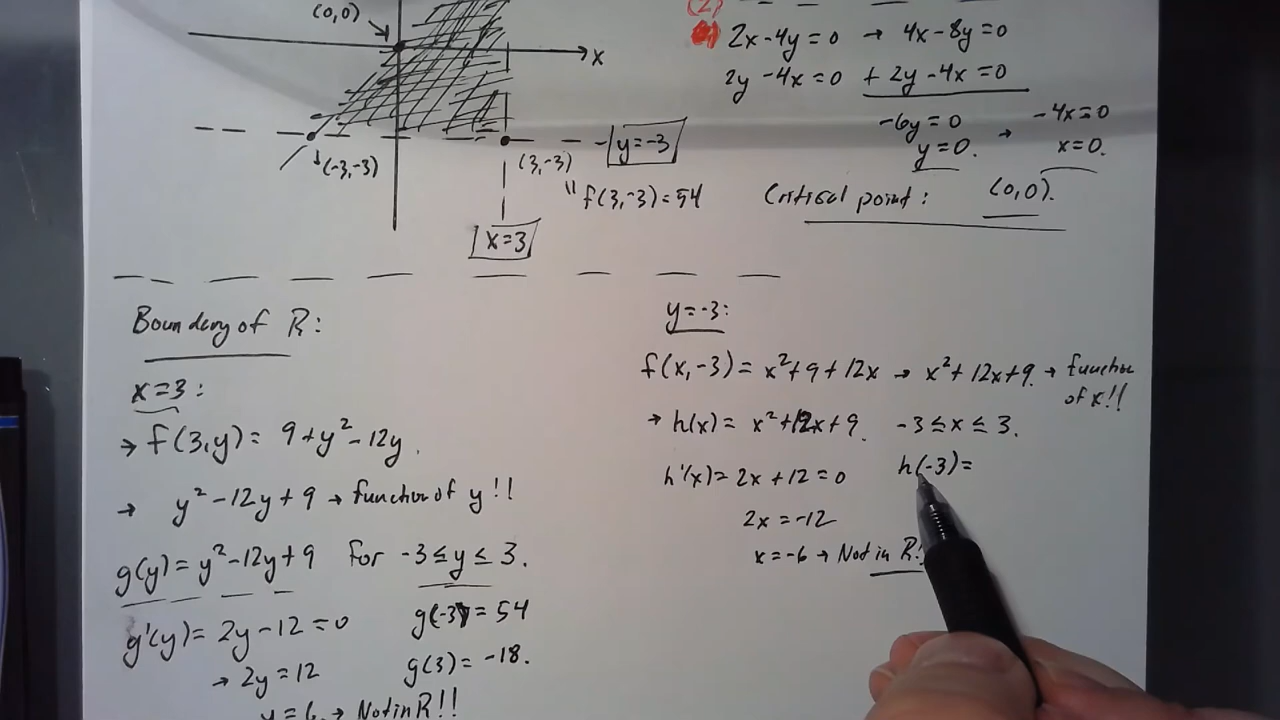 (0,0)
x
(-3,-3)
(3,-3)
y=-3
"f(3,-3)=54
x=3
(2)
2x-4y=0 → 4x-8y=0
2y-4x=0 + 2y-4x=0
-6y=0 → -4x=0
y=0. x=0.
Critical point: (0,0).
Boundary of R:
x=3:
→ f(3,y)= 9+y²-12y.
→ y²-12y+9 → function of y!!
g(y)=y²-12y+9 for -3≤y≤3.
g'(y)= 2y-12=0
g(-3)=54
→ 2y=12
g(3)=-18.
y=6 → Not in R!!
y=-3:
f(x,-3)= x²+9+12x → x²+12x+9. → function
of x!!
→ h(x)= x²+12x+9. -3≤x≤3.
h'(x)=2x+12=0
h(-3)=
2x=-12
x=-6 → Not in R!